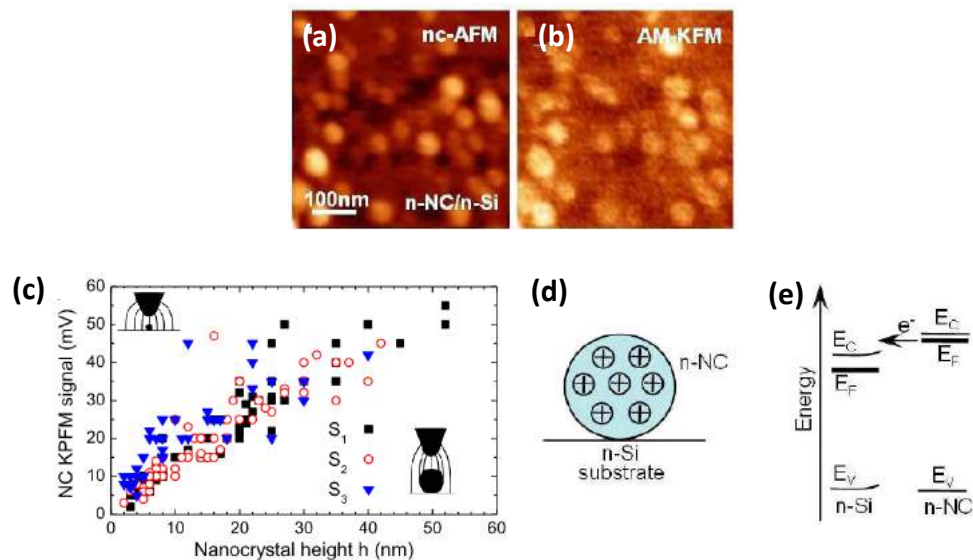 (a) nc-AFM
100nm n-NC/n-Si
(b) AM-KFM
(c)
NC KPFM signal (mV)
60
50
40
30
20
10
0
0 10 20 30 40 50 60
Nanocrystal height h (nm)
S1
S2
S3
(d)
n-NC
n-Si
substrate
(e)
Energy
EC
EF
EV
n-Si
e-
EC
EF
EV
n-NC